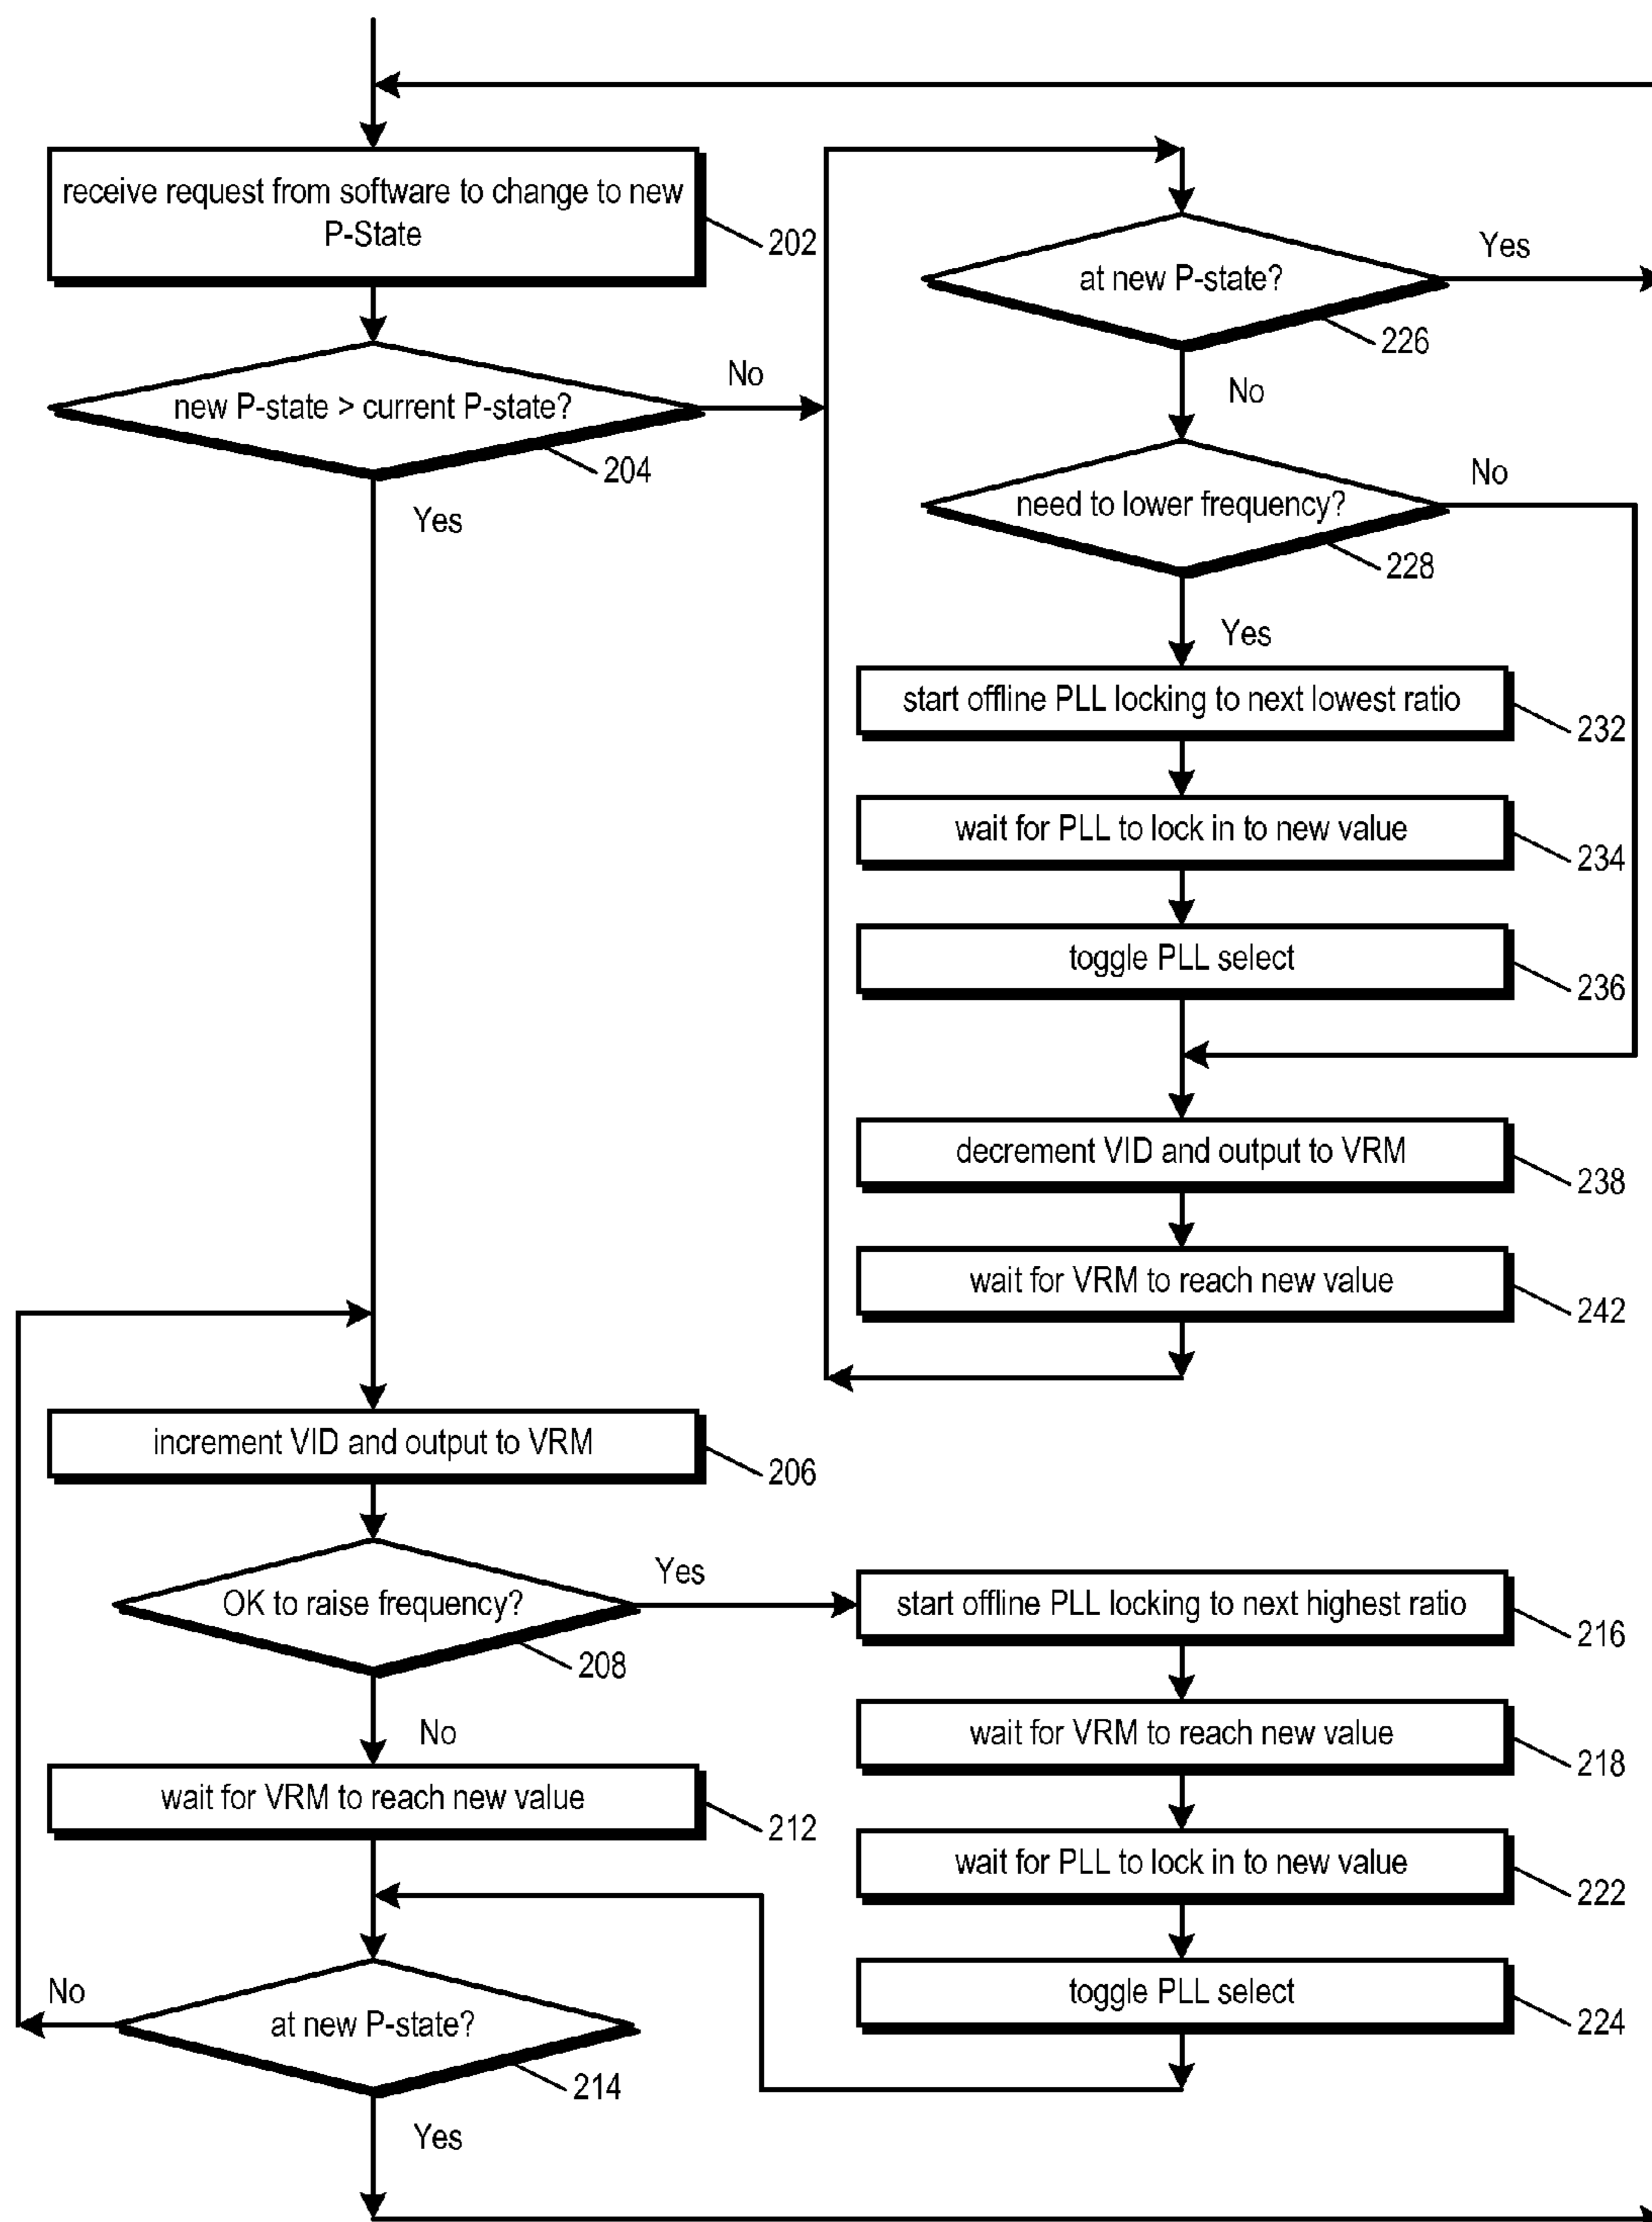 receive request from software to change to new
P-State
202
new P-state > current P-state?
204
No
Yes
at new P-state?
226
Yes
No
need to lower frequency?
228
No
Yes
start offline PLL locking to next lowest ratio
232
wait for PLL to lock in to new value
234
toggle PLL select
236
decrement VID and output to VRM
238
wait for VRM to reach new value
242
increment VID and output to VRM
206
OK to raise frequency?
208
Yes
No
start offline PLL locking to next highest ratio
216
wait for VRM to reach new value
218
wait for VRM to reach new value
212
wait for PLL to lock in to new value
222
toggle PLL select
224
at new P-state?
214
No
Yes